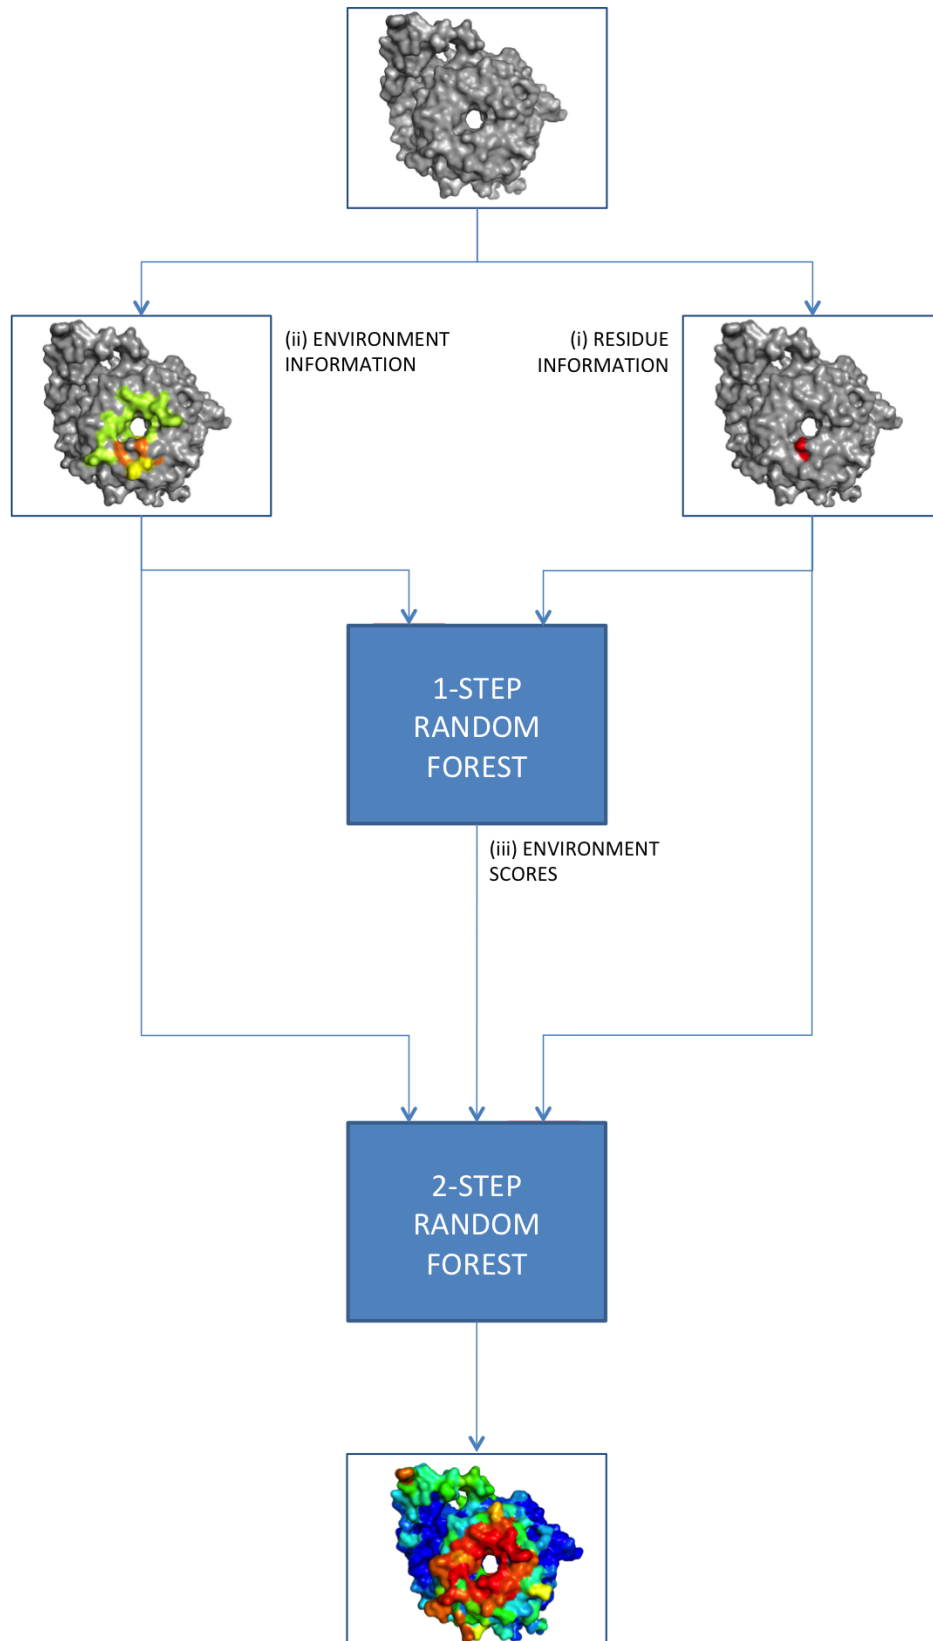 (ii) ENVIRONMENT
INFORMATION
(i) RESIDUE
INFORMATION
1-STEP
RANDOM
FOREST
(iii) ENVIRONMENT
SCORES
2-STEP
RANDOM
FOREST